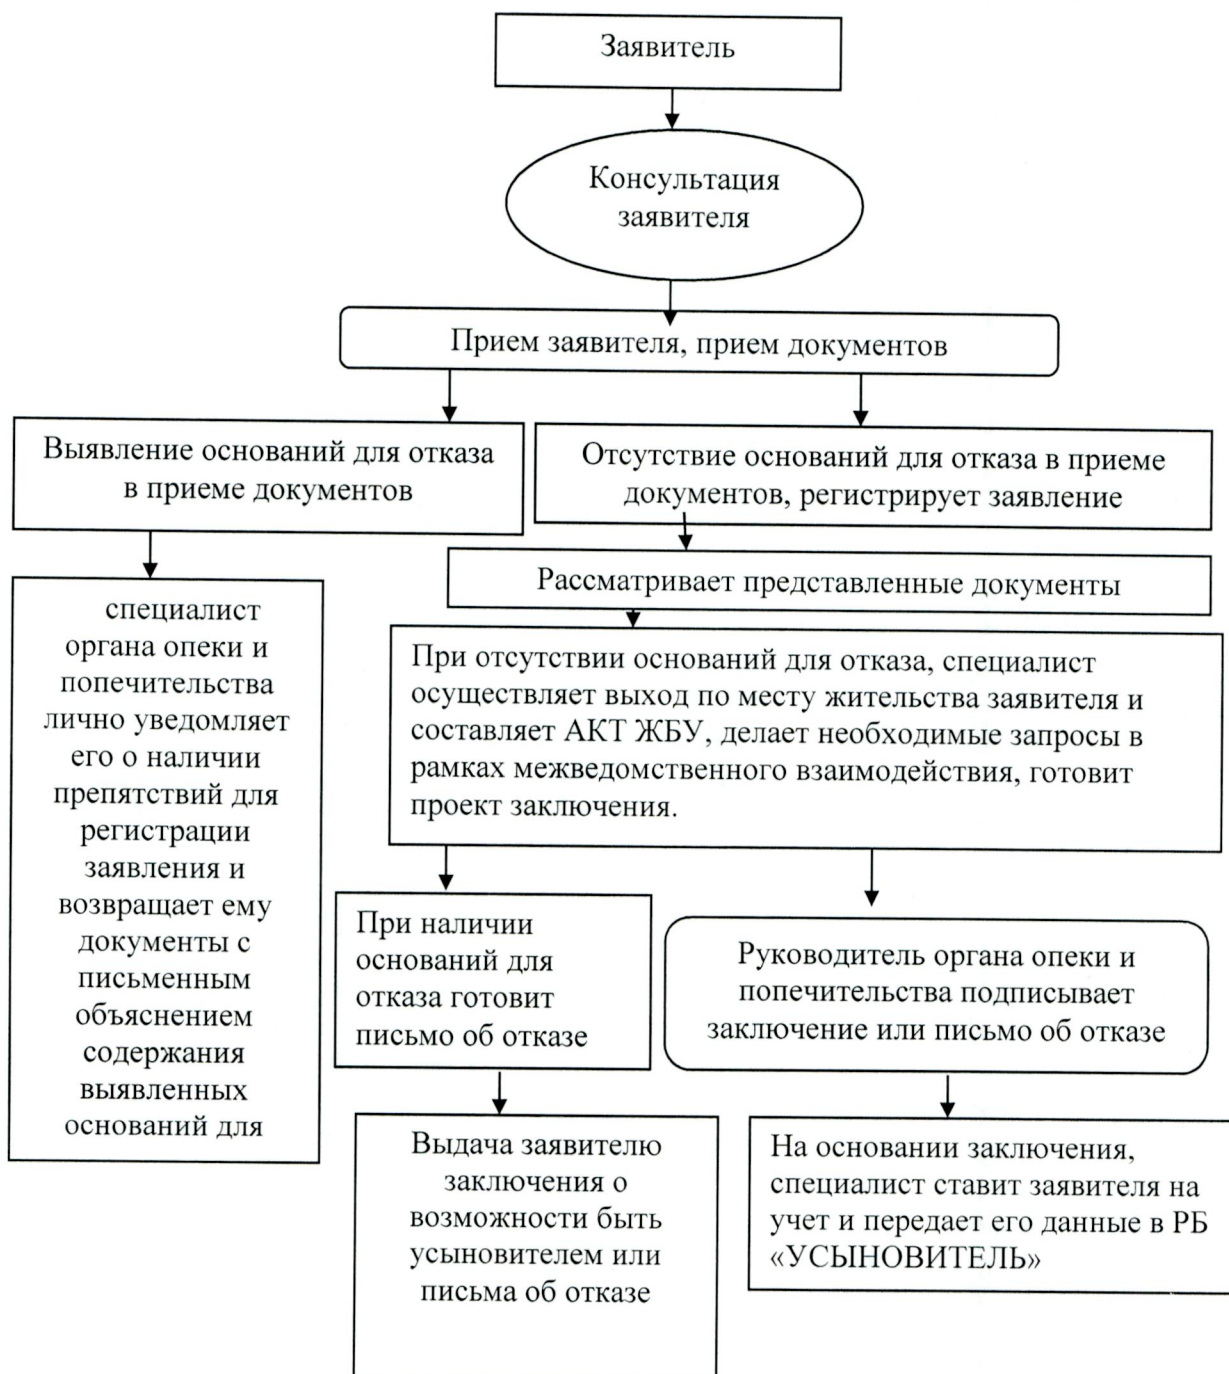 Заявитель
Консультация
заявителя
Прием заявителя, прием документов
Выявление оснований для отказа
в приеме документов
Отсутствие оснований для отказа в приеме
документов, регистрирует заявление
Рассматривает представленные документы
специалист
органа опеки и
попечительства
лично уведомляет
его о наличии
препятствий для
регистрации
заявления и
возвращает ему
документы с
письменным
объяснением
содержания
выявленных
оснований для
При отсутствии оснований для отказа, специалист
осуществляет выход по месту жительства заявителя и
составляет АКТ ЖБУ, делает необходимые запросы в
рамках межведомственного взаимодействия, готовит
проект заключения.
При наличии
оснований для
отказа готовит
письмо об отказе
Руководитель органа опеки и
попечительства подписывает
заключение или письмо об отказе
Выдача заявителю
заключения о
возможности быть
усыновителем или
письма об отказе
На основании заключения,
специалист ставит заявителя на
учет и передает его данные в РБ
«УСЫНОВИТЕЛЬ»